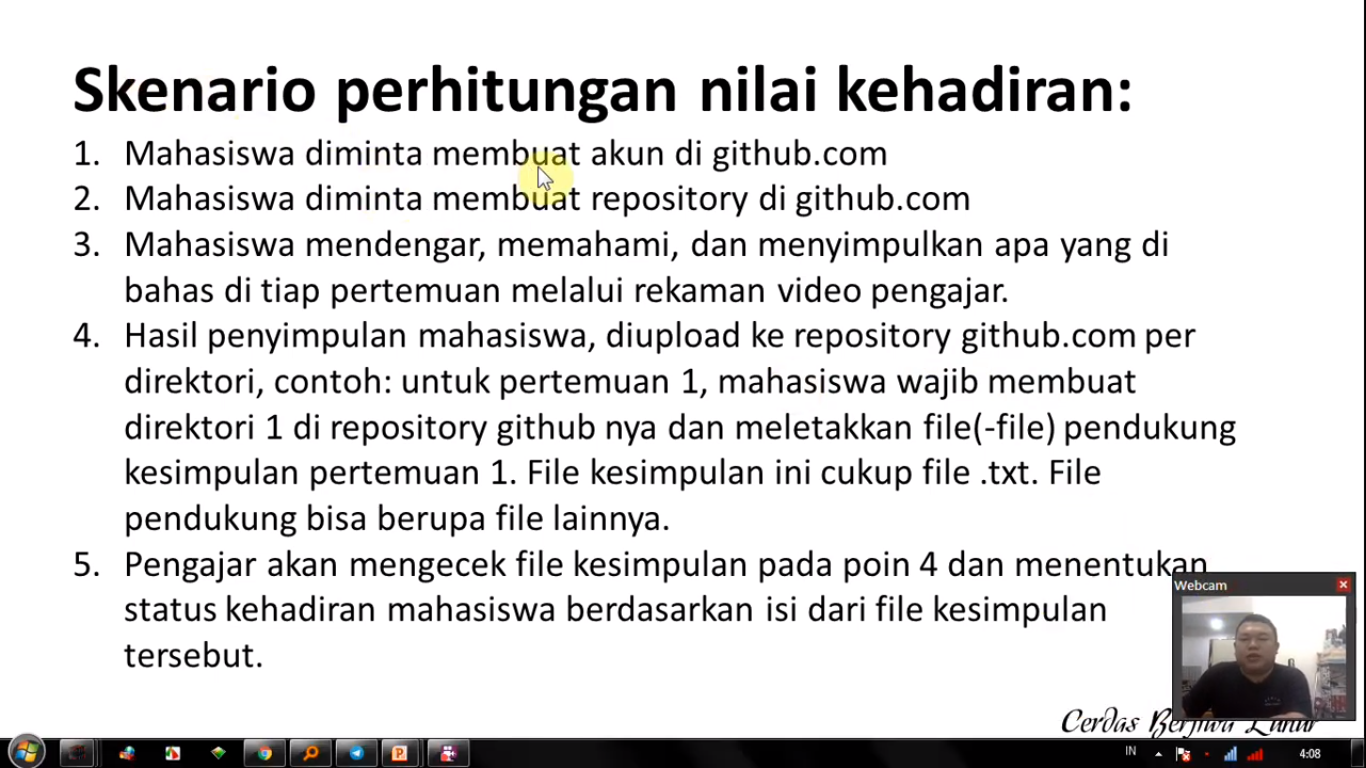 Skenario perhitungan nilai kehadiran:
1. Mahasiswa diminta membuat akun di github.com
2. Mahasiswa diminta membuat repository di github.com
3. Mahasiswa mendengar, memahami, dan menyimpulkan apa yang di
bahas di tiap pertemuan melalui rekaman video pengajar.
4. Hasil penyimpulan mahasiswa, diupload ke repository github.com per
direktori, contoh: untuk pertemuan 1, mahasiswa wajib membuat
direktori 1 di repository github nya dan meletakkan file(-file) pendukung
kesimpulan pertemuan 1. File kesimpulan ini cukup file .txt. File
pendukung bisa berupa file lainnya.
5. Pengajar akan mengecek file kesimpulan pada poin 4 dan menentukan
status kehadiran mahasiswa berdasarkan isi dari file kesimpulan
tersebut.
Webcam
Cerdas Berjiwa Luhur
IN
4:08